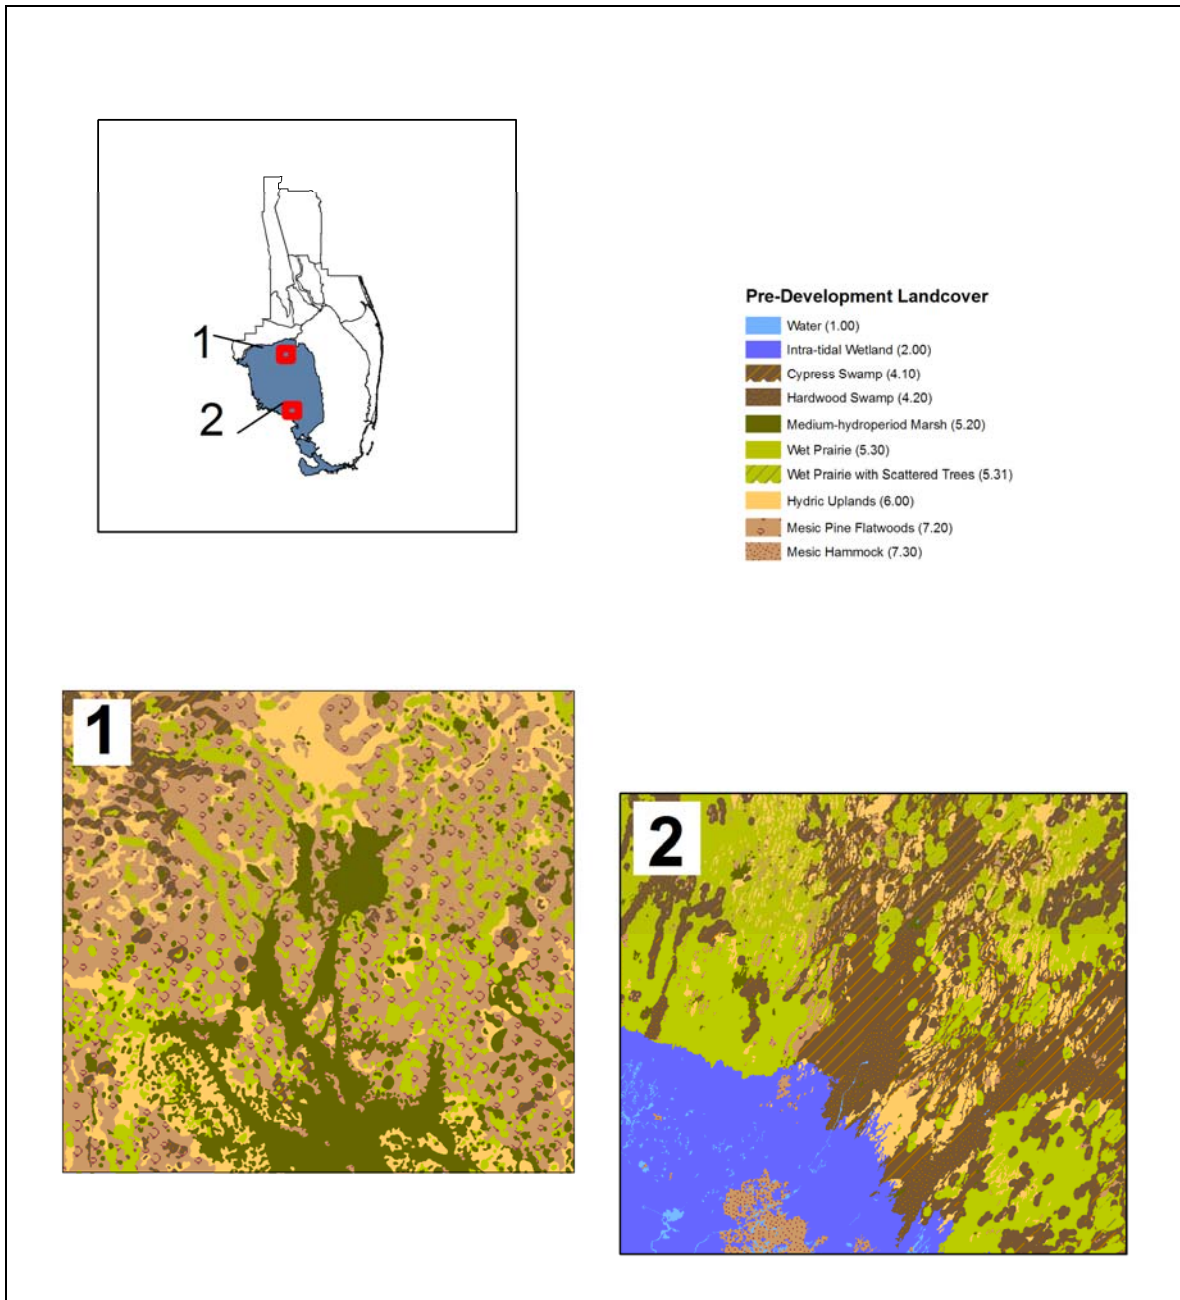 1
2
Pre-Development Landcover
Water (1.00)
Intra-tidal Wetland (2.00)
Cypress Swamp (4.10)
Hardwood Swamp (4.20)
Medium-hydroperiod Marsh (5.20)
Wet Prairie (5.30)
Wet Prairie with Scattered Trees (5.31)
Hydric Uplands (6.00)
Mesic Pine Flatwoods (7.20)
Mesic Hammock (7.30)
1
2